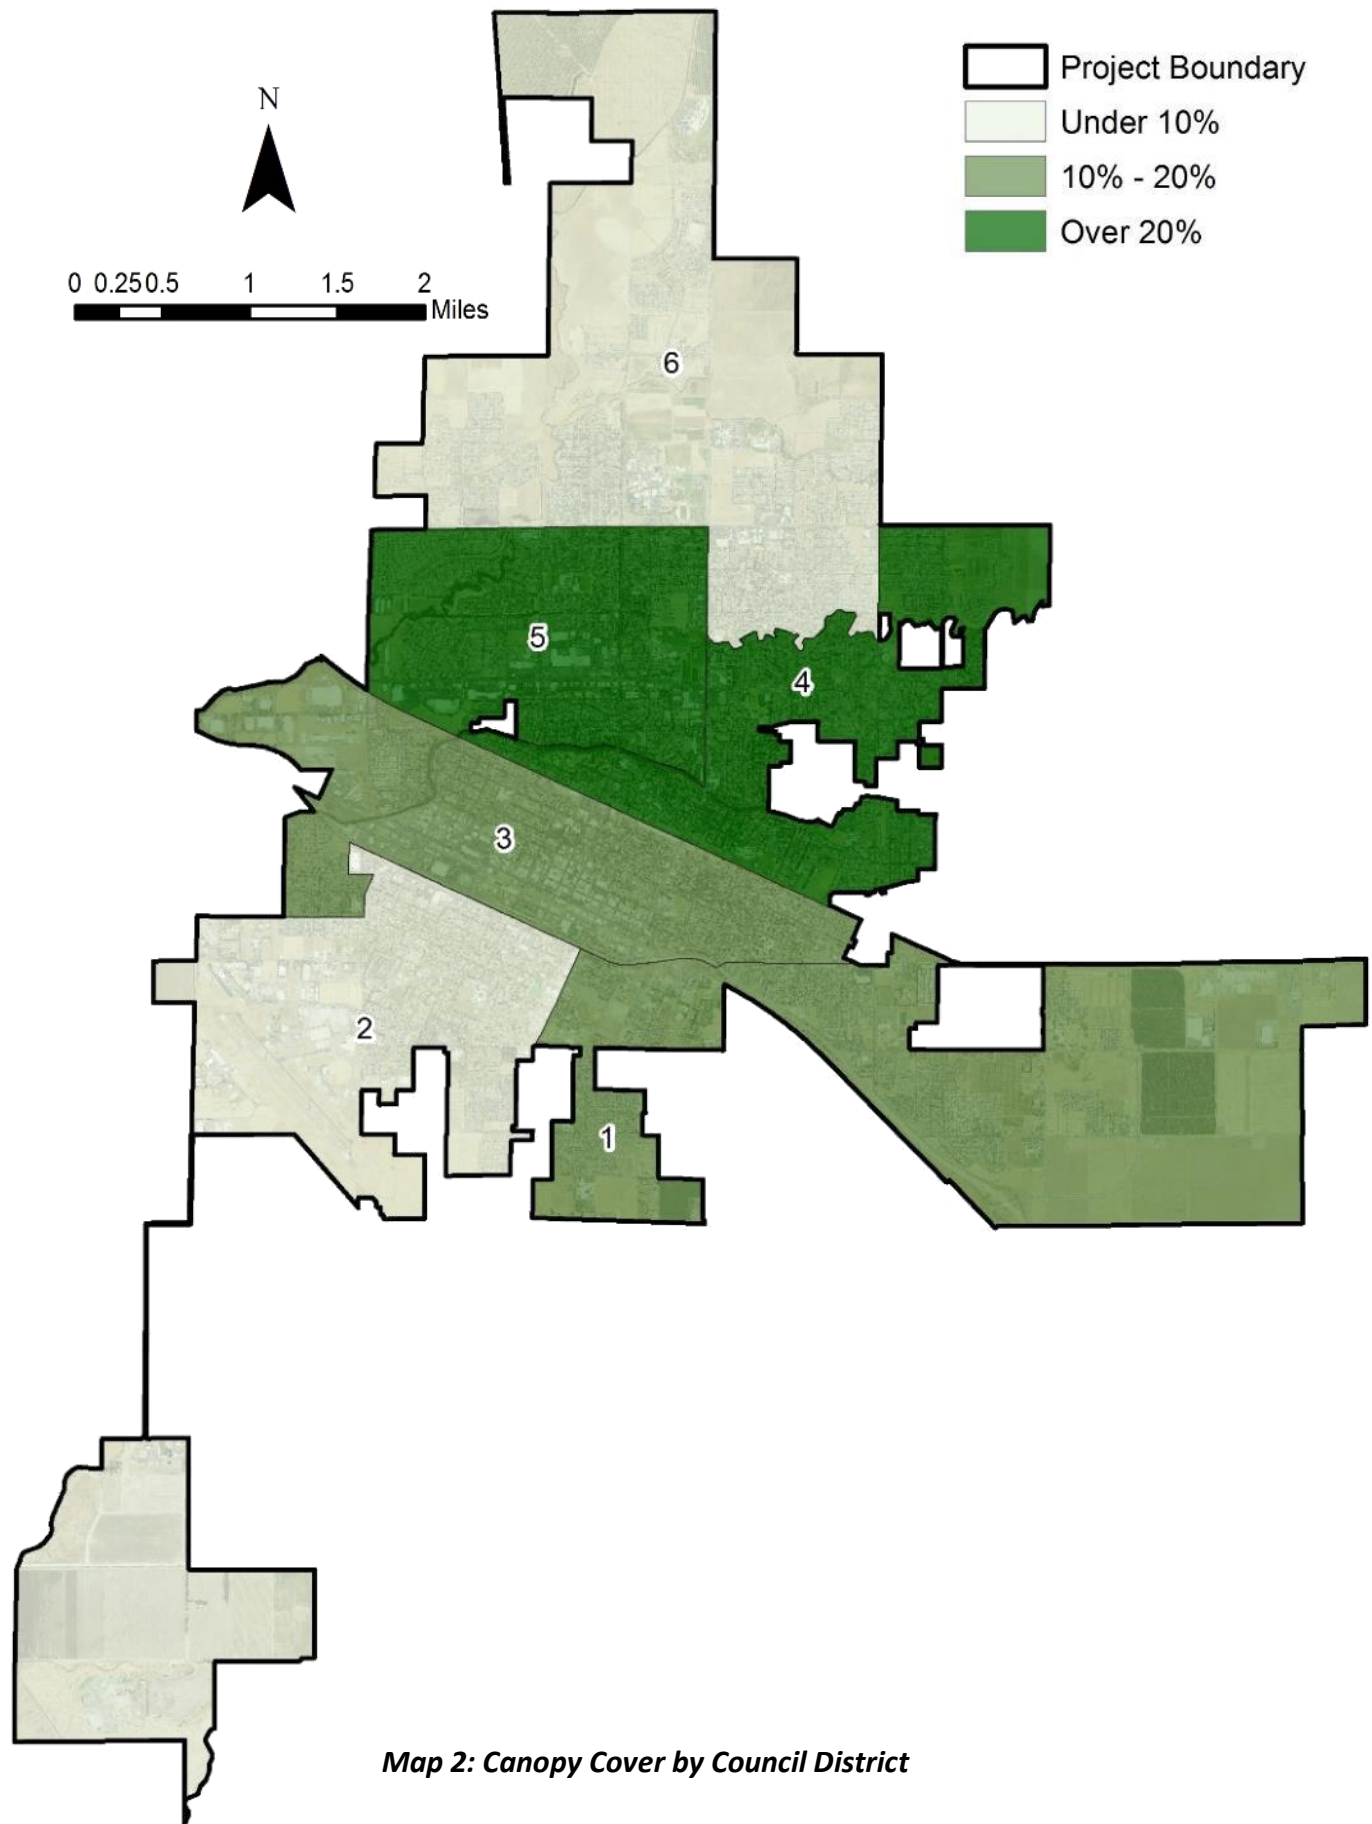 N
0 0.25 0.5 1 1.5 2
Miles
Project Boundary
Under 10%
10% - 20%
Over 20%
6
5
4
3
2
1
Map 2: Canopy Cover by Council District